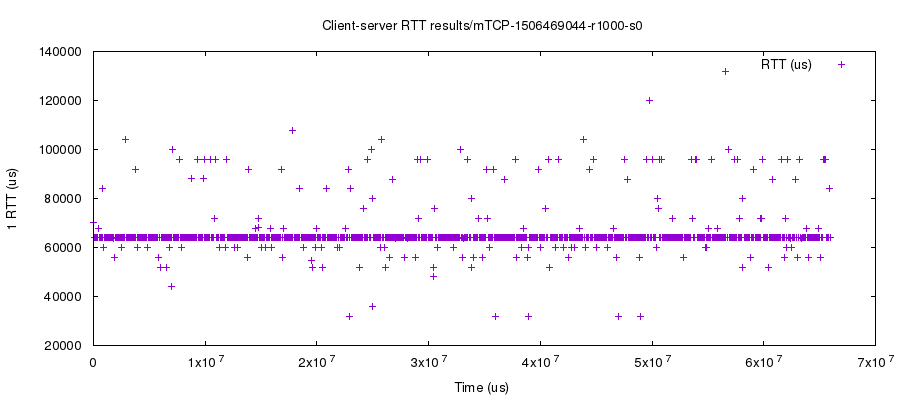 Client-server RTT results/mTCP-1506469044-r1000-s0
140000
120000
100000
80000
60000
40000
20000
1 RTT (us)
RTT (us)
0 1x10^7 2x10^7 3x10^7 4x10^7 5x10^7 6x10^7 7x10^7
Time (us)